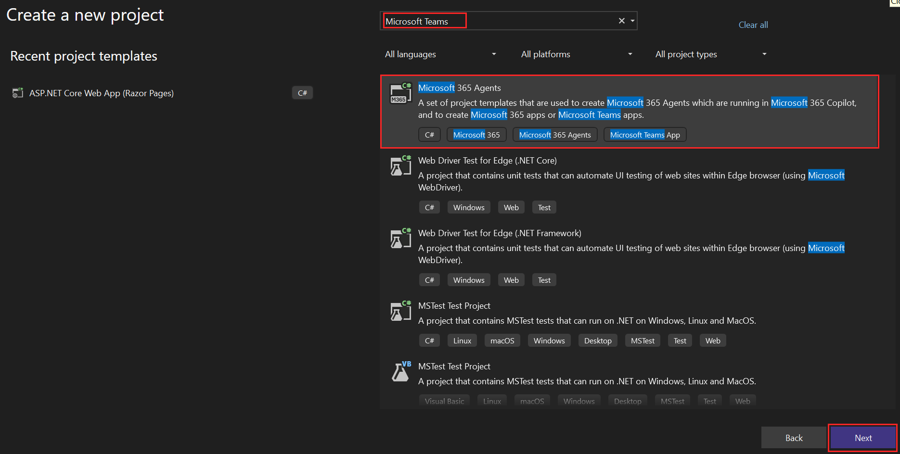 Create a new project
Microsoft Teams
Clear all
Recent project templates
All languages
All platforms
All project types
ASP.NET Core Web App (Razor Pages)
C#
C#
M365
Microsoft 365 Agents
A set of project templates that are used to create Microsoft 365 Agents which are running in Microsoft 365 Copilot,
and to create Microsoft 365 apps or Microsoft Teams apps.
C#
Microsoft 365
Microsoft 365 Agents
Microsoft Teams App
Web Driver Test for Edge (.NET Core)
A project that contains unit tests that can automate UI testing of web sites within Edge browser (using Microsoft
WebDriver).
C#
Windows
Web
Test
Web Driver Test for Edge (.NET Framework)
A project that contains unit tests that can automate UI testing of web sites within Edge browser (using Microsoft
WebDriver).
C#
Windows
Web
Test
MSTest Test Project
A project that contains MSTest tests that can run on .NET on Windows, Linux and MacOS.
C#
Linux
macOS
Windows
Desktop
MSTest
Test
Web
VB
MSTest Test Project
A project that contains MSTest tests that can run on .NET on Windows, Linux and MacOS.
Visual Basic
Linux
macOS
Windows
Desktop
MSTest
Test
Web
Back
Next